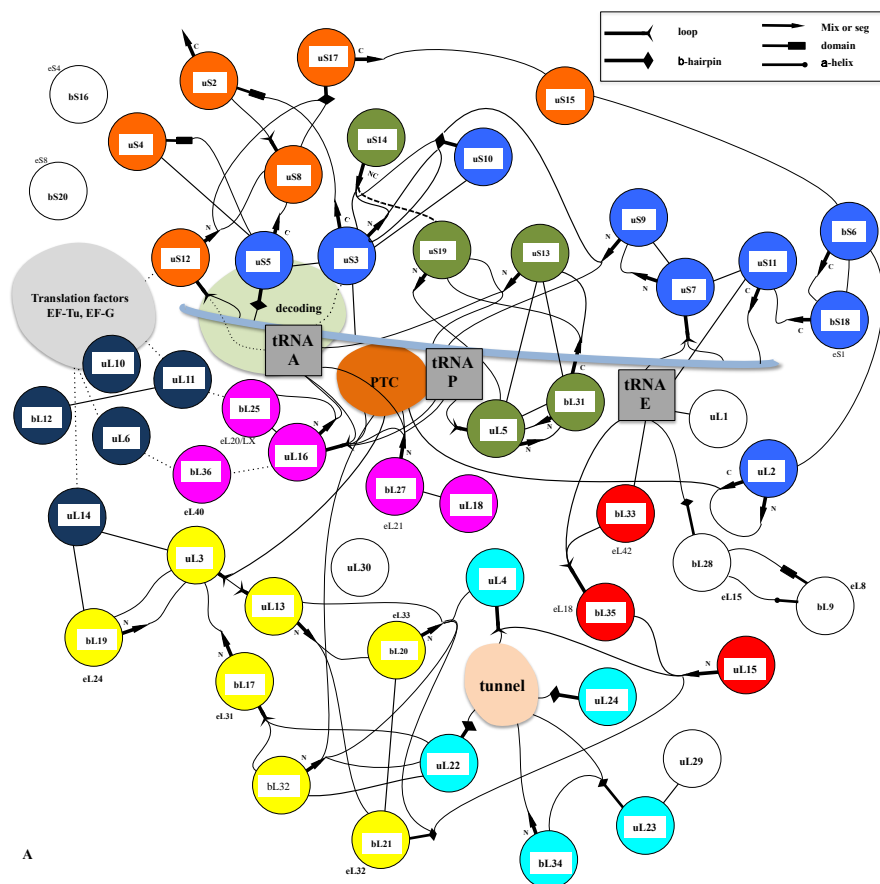 uS17
C
Mix or seg
loop
domain
b-hairpin
a-helix
eS4
bS16
C
uS2
uS15
uS4
uS14
uS10
eS8
bS20
uS8
NC
N
uS9
N
bS6
uS12
N
uS5
C
uS3
C
N
uS19
N
uS13
N
uS7
N
uS11
C
C
bS18
C
eS1
Translation factors
EF-Tu, EF-G
decoding
tRNA
A
tRNA
P
PTC
tRNA
E
uL10
uL11
bL12
bL25
eL20/LX
N
uL16
uL6
bL36
eL40
N
bL27
eL21
uL18
uL5
N
N
bL31
C
uL1
uL2
C
N
uL14
uL3
uL30
bL33
eL42
bL28
eL15
eL8
bL9
bL19
N
eL24
uL13
N
eL33
bL20
N
uL4
eL18
bL35
N
uL15
N
bL17
eL31
tunnel
uL24
bL32
N
uL22
uL29
bL21
eL32
N
bL34
uL23
A